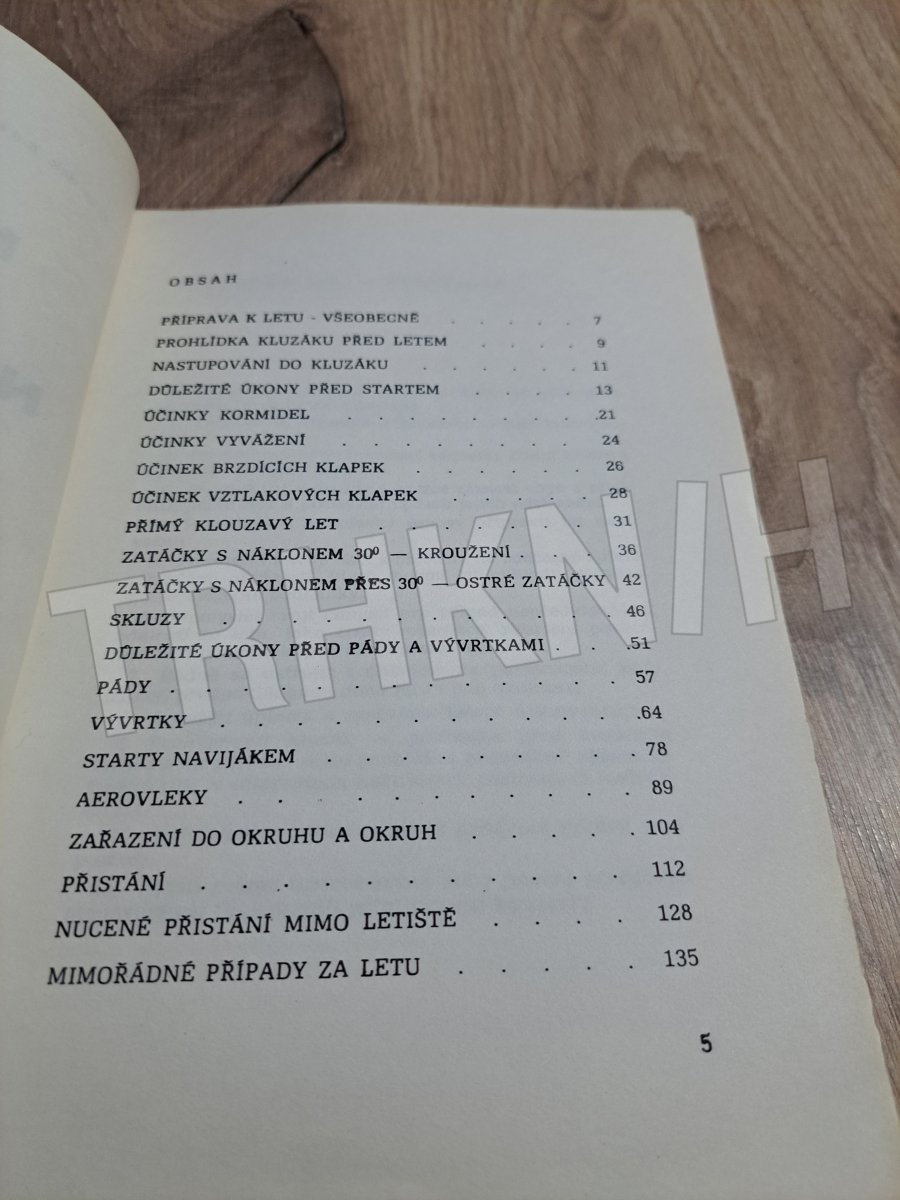 OBSAH
PŘÍPRAVA K LETU - VŠEOBECNĚ . . . . . 7
PROHLÍDKA KLUZÁKU PŘED LETEM . . . . 9
NASTUPOVÁNÍ DO KLUZÁKU . . . . . . 11
DŮLEŽITÉ ÚKONY PŘED STARTEM . . . . 13
ÚČINKY KORMIDEL . . . . . . . . .21
ÚČINKY VYVÁŽENÍ . . . . . . . . 24
ÚČINEK BRZDÍCÍCH KLAPEK . . . . . . 26
ÚČINEK VZTLAKOVÝCH KLAPEK . . . . . 28
PŘÍMÝ KLOUZAVÝ LET . . . . . . . 31
ZATÁČKY S NÁKLONEM 30⁰ — KROUŽENÍ . . . 36
ZATÁČKY S NÁKLONEM PŘES 30⁰ — OSTRÉ ZATÁČKY 42
SKLUZY . . . . . . . . . . . . 46
DŮLEŽITÉ ÚKONY PŘED PÁDY A VÝVRTKAMI . . .51
PÁDY . . . . . . . . . . . . . 57
VÝVRTKY . . . . . . . . . . . .64
STARTY NAVIJÁKEM . . . . . . . . .78
AEROVLEKY . . . . . . . . . . . 89
ZAŘAZENÍ DO OKRUHU A OKRUH . . . . . 104
PŘISTÁNÍ . . . . . . . . . . . 112
NUCENÉ PŘISTÁNÍ MIMO LETIŠTĚ . . . . 128
MIMOŘÁDNÉ PŘÍPADY ZA LETU . . . . . 135
5
TRHKN/H